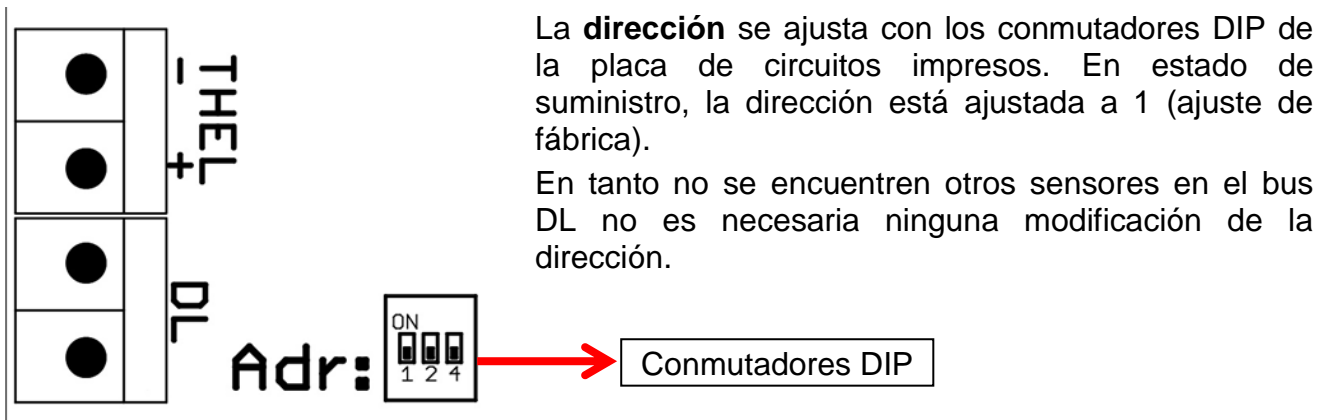 La dirección se ajusta con los conmutadores DIP de
la placa de circuitos impresos. En estado de
suministro, la dirección está ajustada a 1 (ajuste de
fábrica).
En tanto no se encuentren otros sensores en el bus
DL no es necesaria ninguna modificación de la
dirección.
THEL
- +
DL
Adr:
ON
1 2 4
Conmutadores DIP